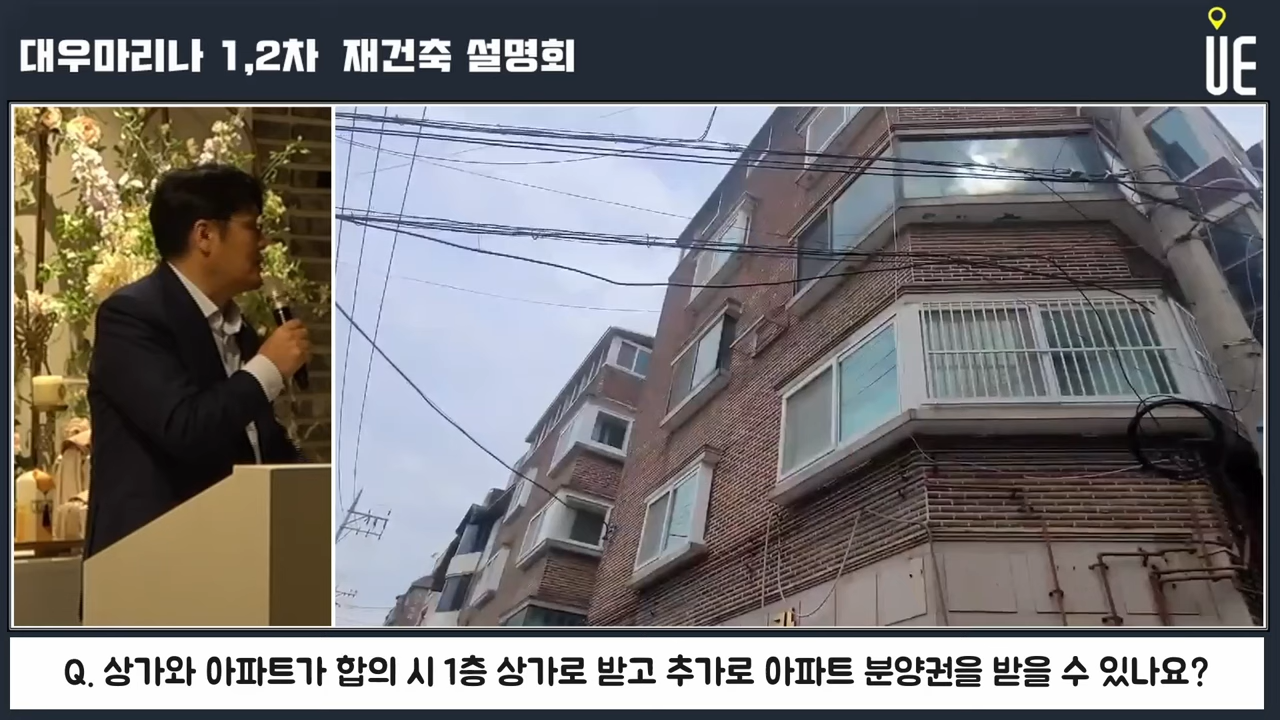 대우마리나 1,2차 재건축 설명회
UE
Q. 상가와 아파트가 합의 시 1층 상가로 받고 추가로 아파트 분양권을 받을 수 있나요?